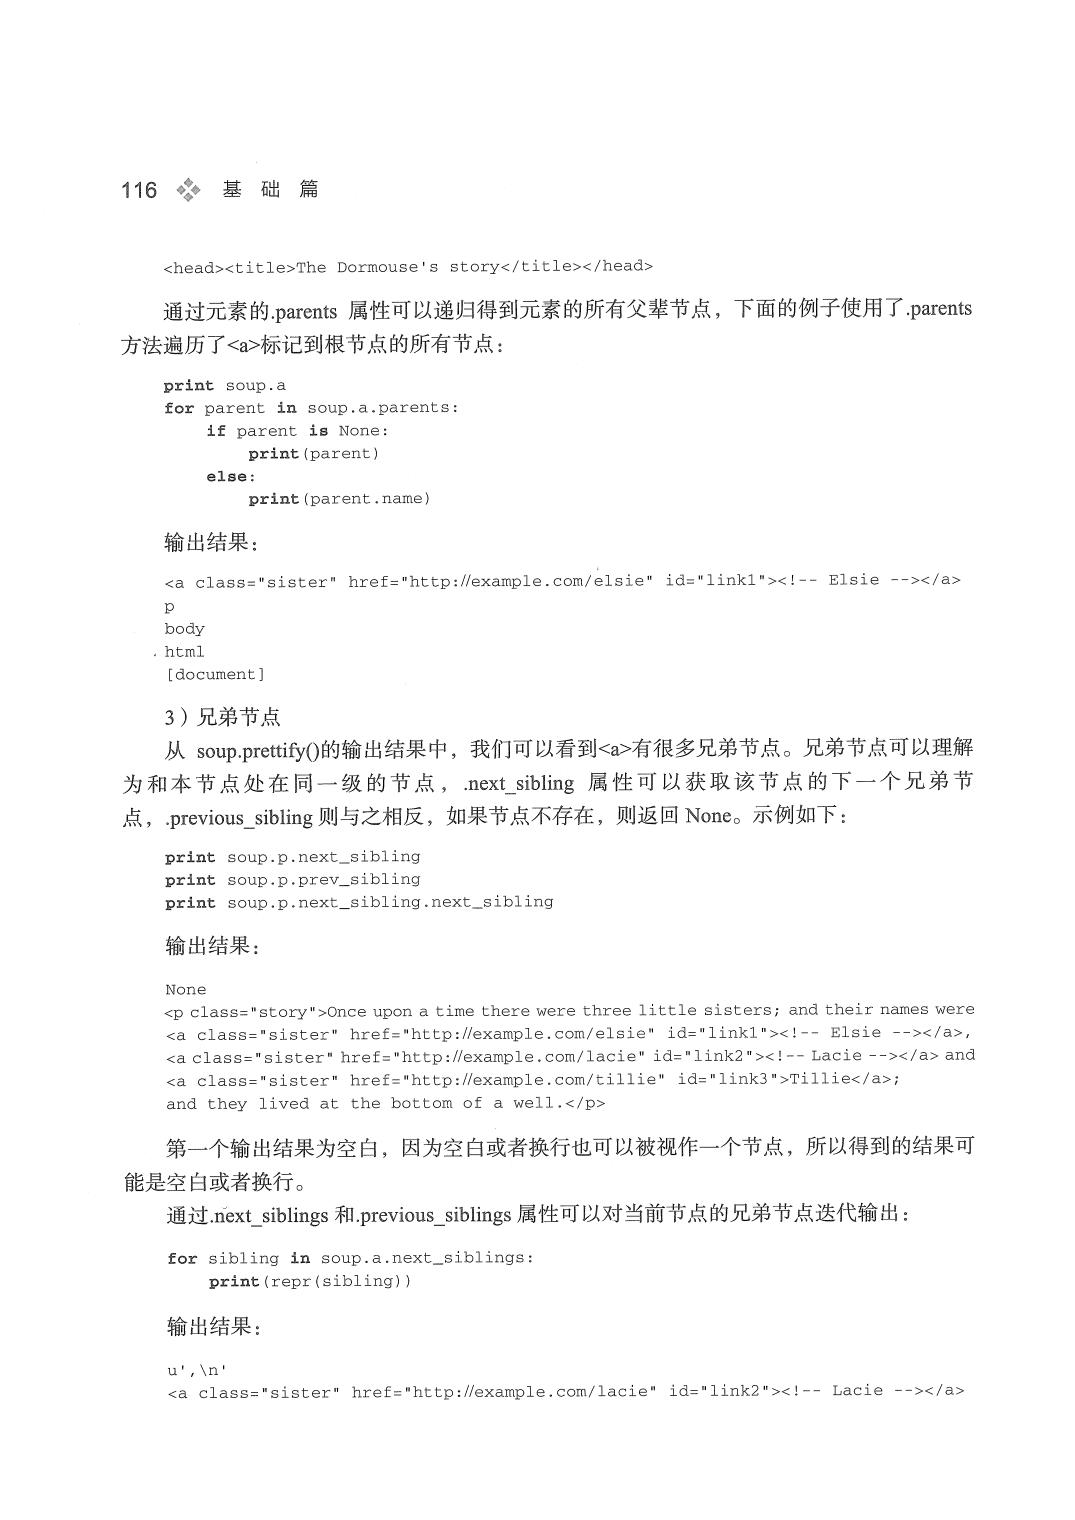 116 基 础 篇
<head><title>The Dormouse's story</title></head>
通过元素的.parents 属性可以递归得到元素的所有父辈节点，下面的例子使用了.parents
方法遍历了<a>标记到根节点的所有节点：
print soup.a
for parent in soup.a.parents:
    if parent is None:
        print(parent)
    else:
        print(parent.name)
输出结果：
<a class="sister" href="http://example.com/elsie" id="link1"><!-- Elsie --></a>
p
body
html
[document]
3）兄弟节点
从 soup.prettify()的输出结果中，我们可以看到<a>有很多兄弟节点。兄弟节点可以理解
为和本节点处在同一级的节点，.next_sibling 属性可以获取该节点的下一个兄弟节
点，.previous_sibling 则与之相反，如果节点不存在，则返回 None。示例如下：
print soup.p.next_sibling
print soup.p.prev_sibling
print soup.p.next_sibling.next_sibling
输出结果：
None
<p class="story">Once upon a time there were three little sisters; and their names were
<a class="sister" href="http://example.com/elsie" id="link1"><!-- Elsie --></a>,
<a class="sister" href="http://example.com/lacie" id="link2"><!-- Lacie --></a> and
<a class="sister" href="http://example.com/tillie" id="link3">Tillie</a>;
and they lived at the bottom of a well.</p>
第一个输出结果为空白，因为空白或者换行也可以被视作一个节点，所以得到的结果可
能是空白或者换行。
通过.next_siblings 和.previous_siblings 属性可以对当前节点的兄弟节点迭代输出：
for sibling in soup.a.next_siblings:
    print(repr(sibling))
输出结果：
u',\n'
<a class="sister" href="http://example.com/lacie" id="link2"><!-- Lacie --></a>